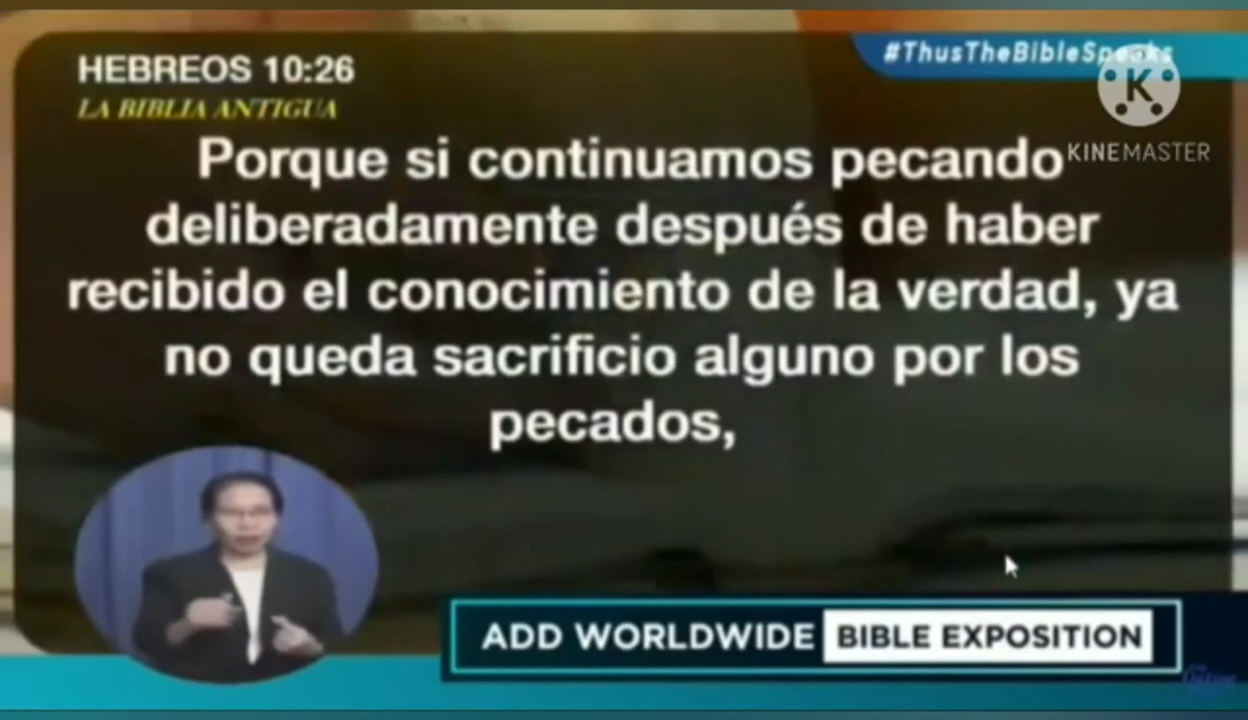 HEBREOS 10:26
LA BIBLIA ANTIGUA
#ThusTheBibleSpeaks
K
KINEMASTER
Porque si continuamos pecando
deliberadamente después de haber
recibido el conocimiento de la verdad, ya
no queda sacrificio alguno por los
pecados,
ADD WORLDWIDE BIBLE EXPOSITION